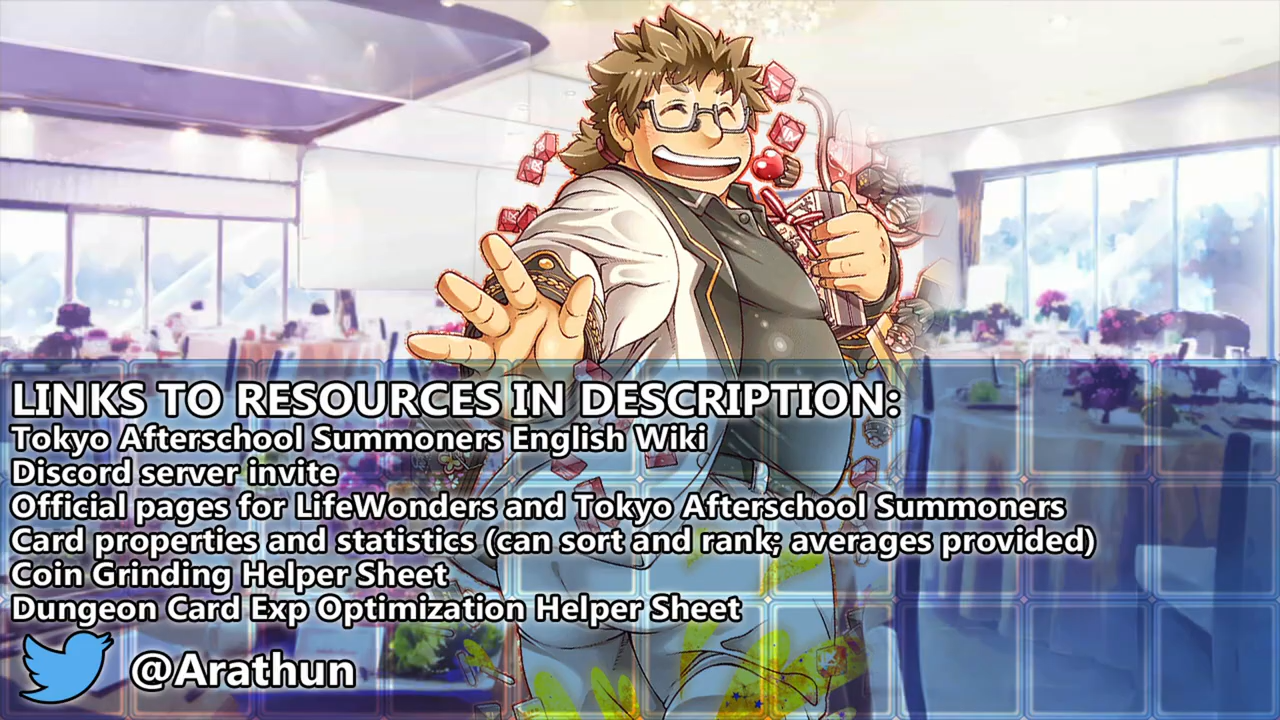 LINKS TO RESOURCES IN DESCRIPTION:
Tokyo Afterschool Summoners English Wiki
Discord server invite
Official pages for LifeWonders and Tokyo Afterschool Summoners
Card properties and statistics (can sort and rank; averages provided)
Coin Grinding Helper Sheet
Dungeon Card Exp Optimization Helper Sheet
@Arathun